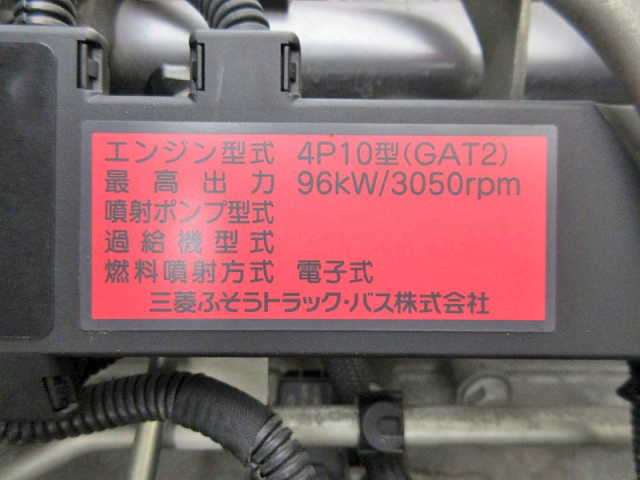 エンジン型式 4P10型(GAT2)
最高出力 96kW/3050rpm
噴射ポンプ型式
過給機型式
燃料噴射方式 電子式
三菱ふそうトラック・バス株式会社